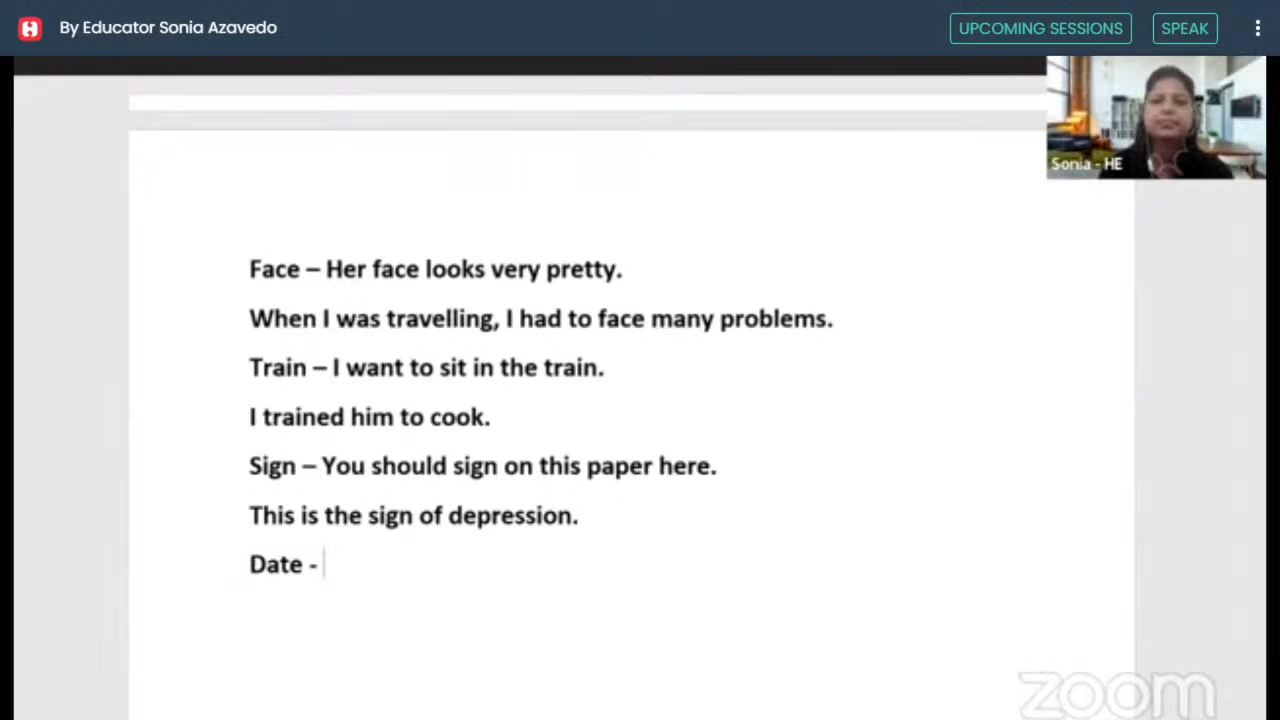 By Educator Sonia Azavedo
UPCOMING SESSIONS
SPEAK
Sonia - HE
Face – Her face looks very pretty.
When I was travelling, I had to face many problems.
Train – I want to sit in the train.
I trained him to cook.
Sign – You should sign on this paper here.
This is the sign of depression.
Date -
zoom